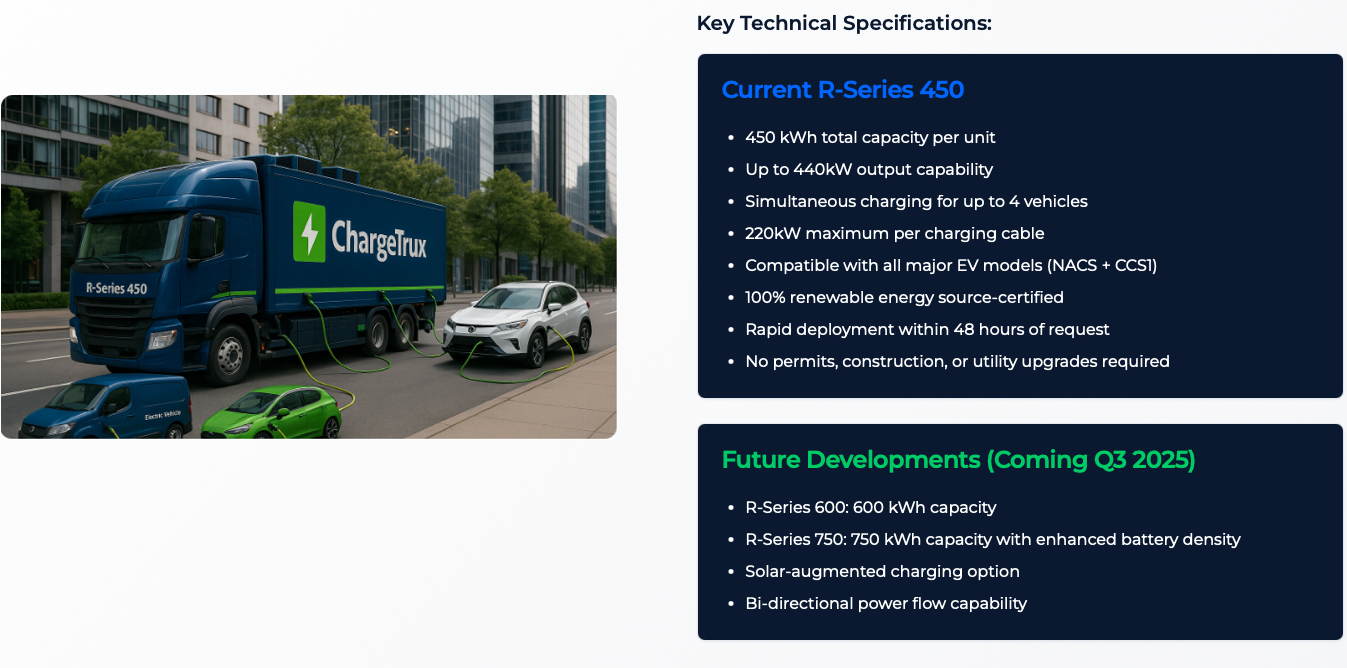 Key Technical Specifications:
Current R-Series 450
• 450 kWh total capacity per unit
• Up to 440kW output capability
• Simultaneous charging for up to 4 vehicles
• 220kW maximum per charging cable
• Compatible with all major EV models (NACS + CCS1)
• 100% renewable energy source-certified
• Rapid deployment within 48 hours of request
• No permits, construction, or utility upgrades required
Future Developments (Coming Q3 2025)
• R-Series 600: 600 kWh capacity
• R-Series 750: 750 kWh capacity with enhanced battery density
• Solar-augmented charging option
• Bi-directional power flow capability
ChargeTrux
R-Series 450
Electric Vehicle